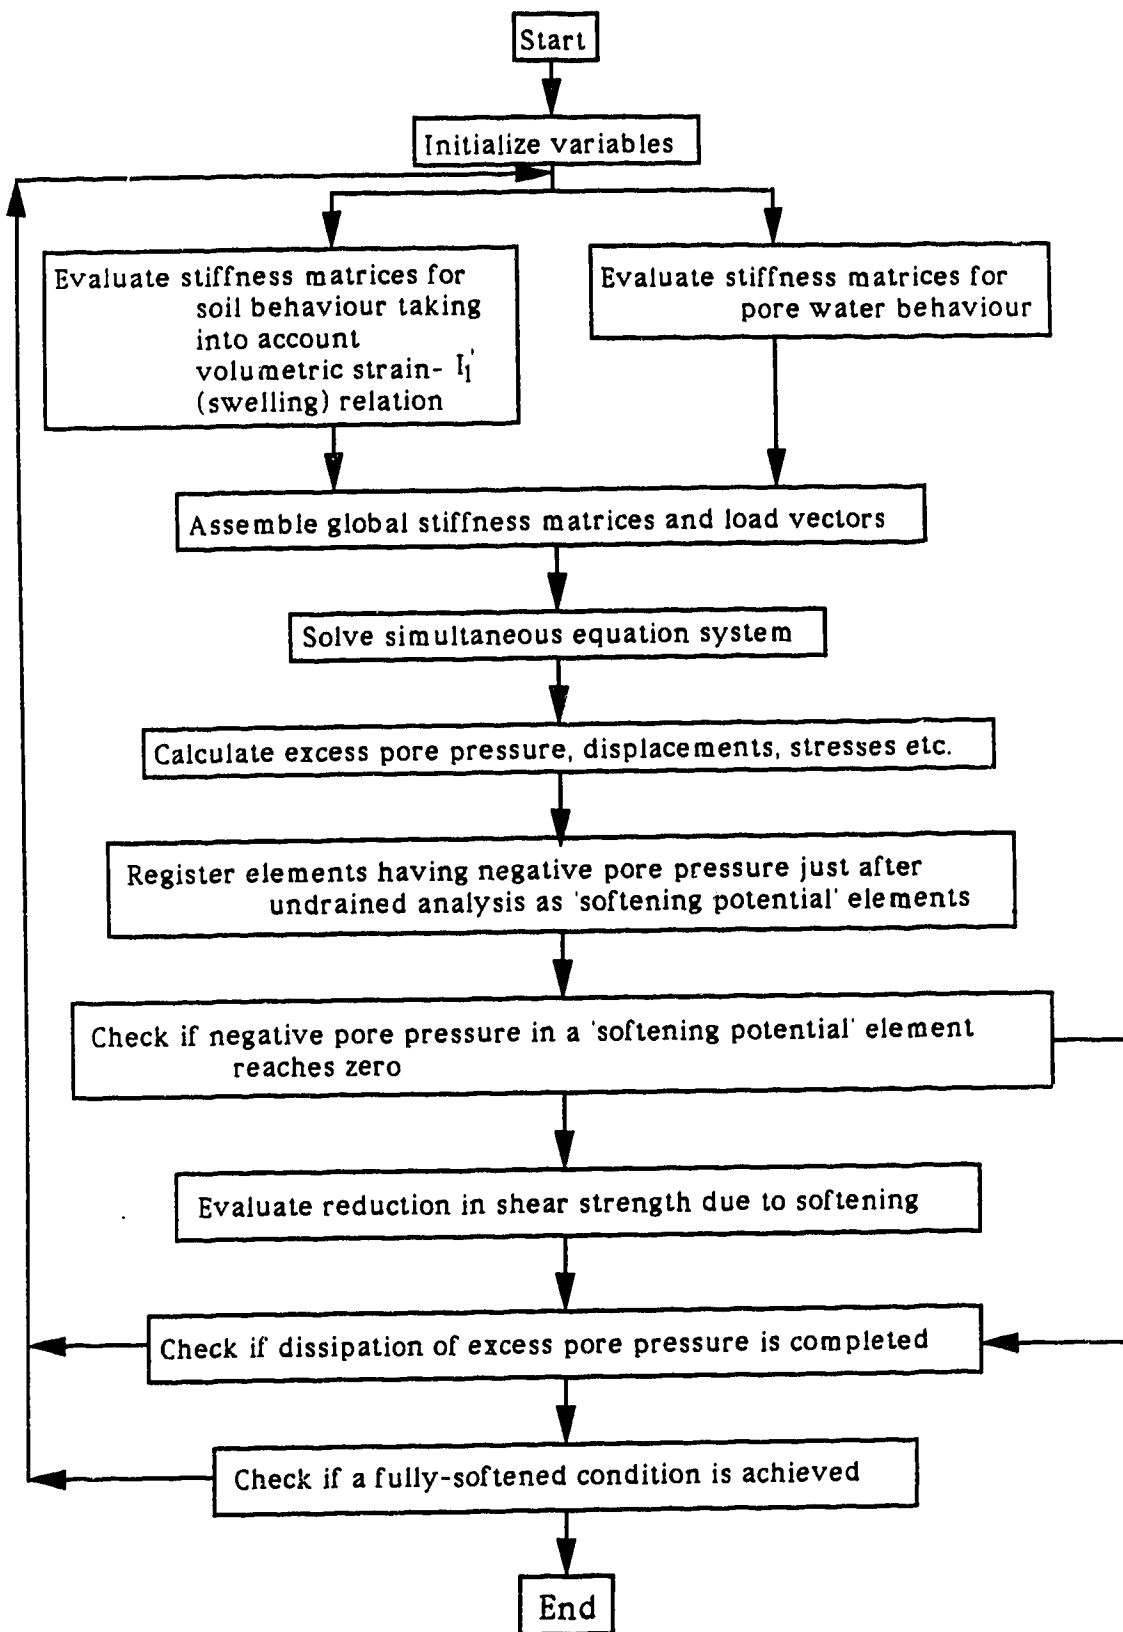 Start
Initialize variables
Evaluate stiffness matrices for
soil behaviour taking
into account
volumetric strain- I₁'
(swelling) relation
Evaluate stiffness matrices for
pore water behaviour
Assemble global stiffness matrices and load vectors
Solve simultaneous equation system
Calculate excess pore pressure, displacements, stresses etc.
Register elements having negative pore pressure just after
undrained analysis as 'softening potential' elements
Check if negative pore pressure in a 'softening potential' element
reaches zero
Evaluate reduction in shear strength due to softening
Check if dissipation of excess pore pressure is completed
Check if a fully-softened condition is achieved
End